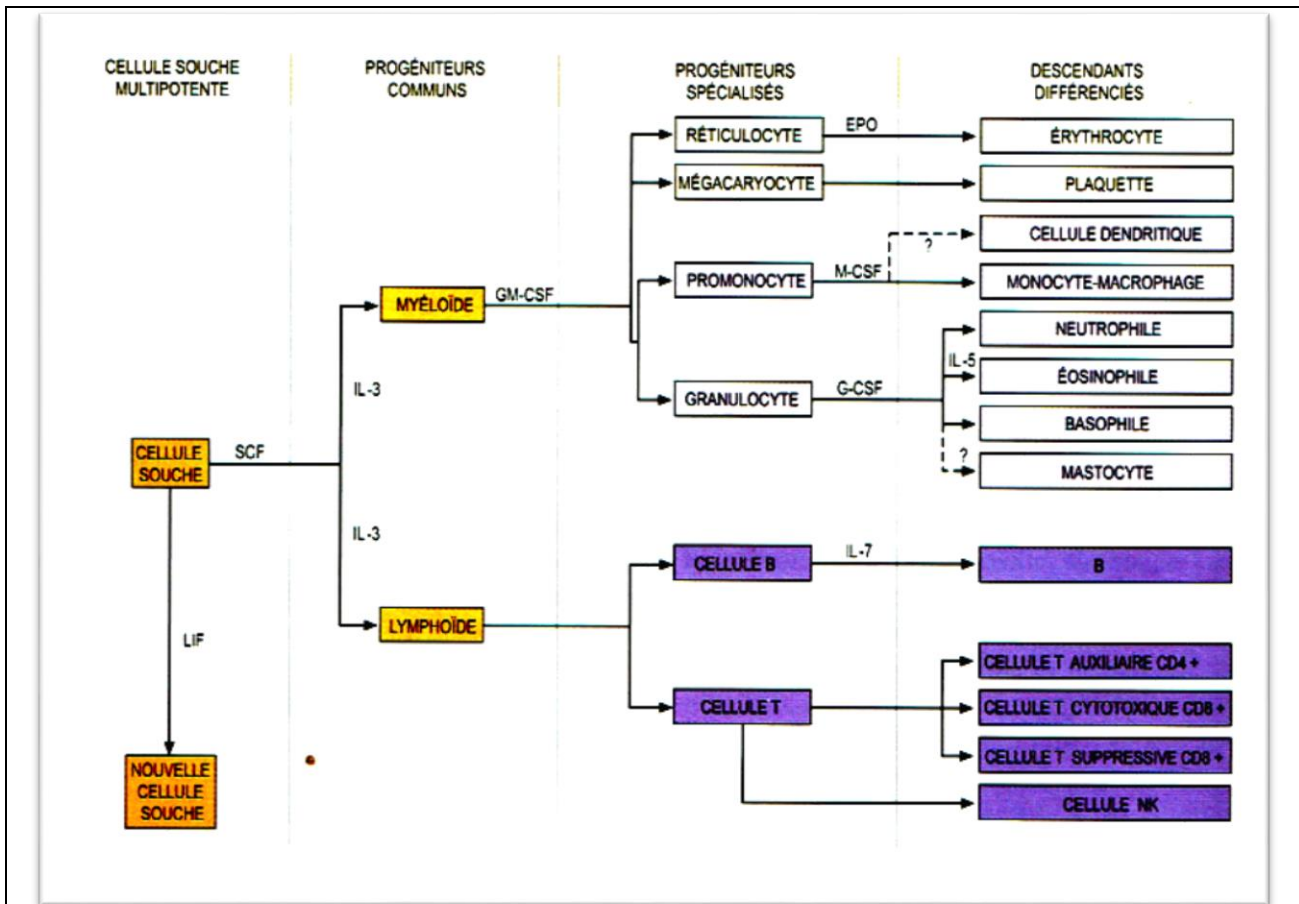 CELLULE SOUCHE
MULTIPOTENTE
PROGÉNITEURS
COMMUNS
PROGÉNITEURS
SPÉCIALISÉS
DESCENDANTS
DIFFÉRENCIÉS
RÉTICULOCYTE
EPO
ÉRYTHROCYTE
MÉGACARYOCYTE
PLAQUETTE
CELLULE DENDRITIQUE
?
PROMONOCYTE
M-CSF
MONOCYTE-MACROPHAGE
MYÉLOÏDE
GM-CSF
NEUTROPHILE
IL-5
ÉOSINOPHILE
GRANULOCYTE
G-CSF
BASOPHILE
?
MASTOCYTE
IL-3
CELLULE
SOUCHE
SCF
IL-3
CELLULE B
IL-7
B
LYMPHOÏDE
LIF
CELLULE T AUXILIAIRE CD4 +
CELLULE T
CELLULE T CYTOTOXIQUE CD8 +
CELLULE T SUPPRESSIVE CD8 +
CELLULE NK
NOUVELLE
CELLULE
SOUCHE